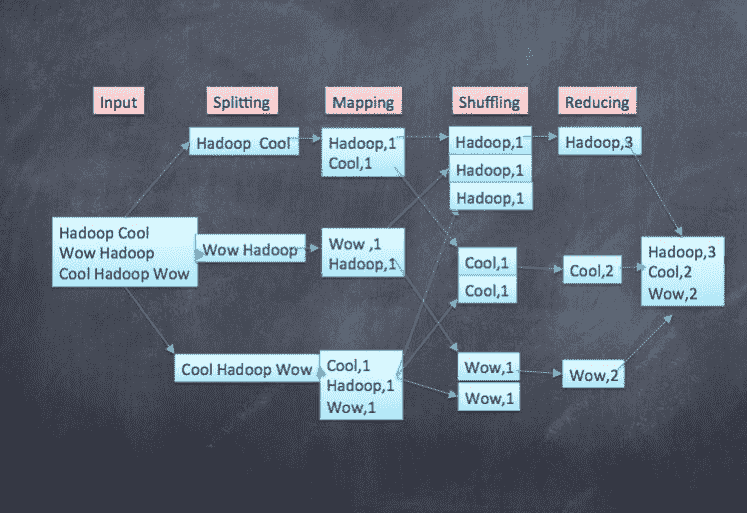 Input
Splitting
Mapping
Shuffling
Reducing
Hadoop Cool
Wow Hadoop
Cool Hadoop Wow
Hadoop Cool
Wow Hadoop
Cool Hadoop Wow
Hadoop,1
Cool,1
Wow ,1
Hadoop,1
Cool,1
Hadoop,1
Wow,1
Hadoop,1
Hadoop,1
Hadoop,1
Cool,1
Cool,1
Wow,1
Wow,1
Hadoop,3
Cool,2
Wow,2
Hadoop,3
Cool,2
Wow,2